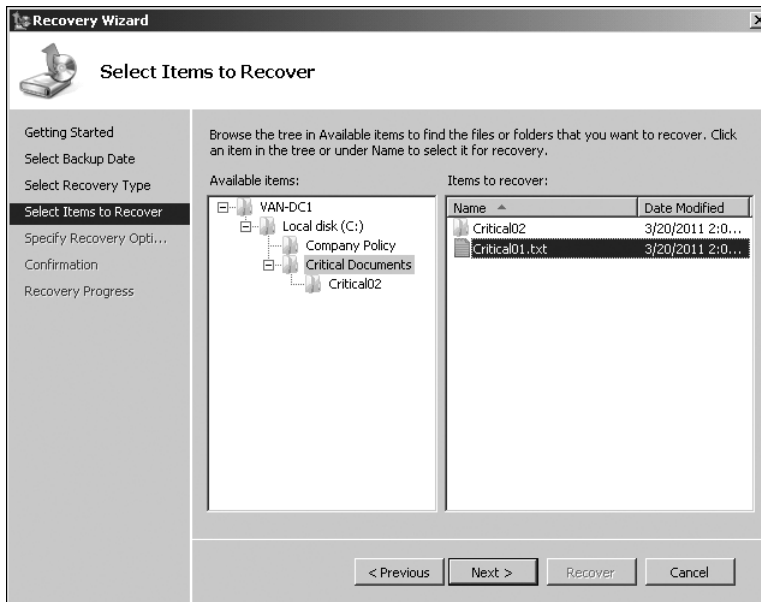 Recovery Wizard
Select Items to Recover
Getting Started
Select Backup Date
Select Recovery Type
Select Items to Recover
Specify Recovery Opti...
Confirmation
Recovery Progress
Browse the tree in Available items to find the files or folders that you want to recover. Click
an item in the tree or under Name to select it for recovery.
Available items:
VAN-DC1
Local disk (C:)
Company Policy
Critical Documents
Critical02
Items to recover:
Name Date Modified
Critical02 3/20/2011 2:0...
Critical01.txt 3/20/2011 2:0...
< Previous Next > Recover Cancel